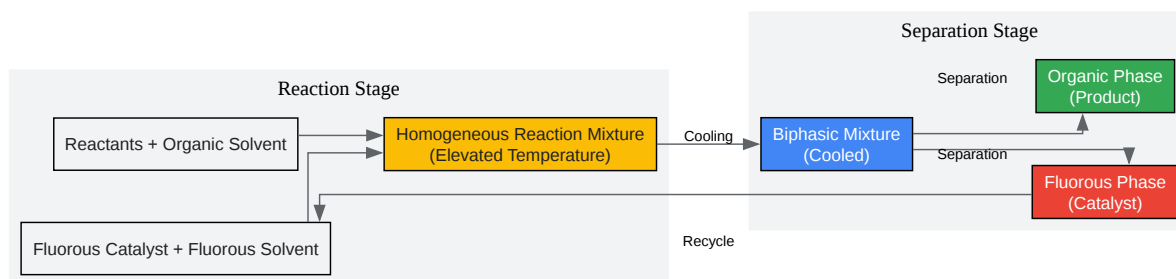 Separation Stage
Reaction Stage
Separation
Organic Phase
(Product)
Reactants + Organic Solvent
Homogeneous Reaction Mixture
(Elevated Temperature)
Cooling
Biphasic Mixture
(Cooled)
Separation
Fluorous Phase
(Catalyst)
Fluorous Catalyst + Fluorous Solvent
Recycle